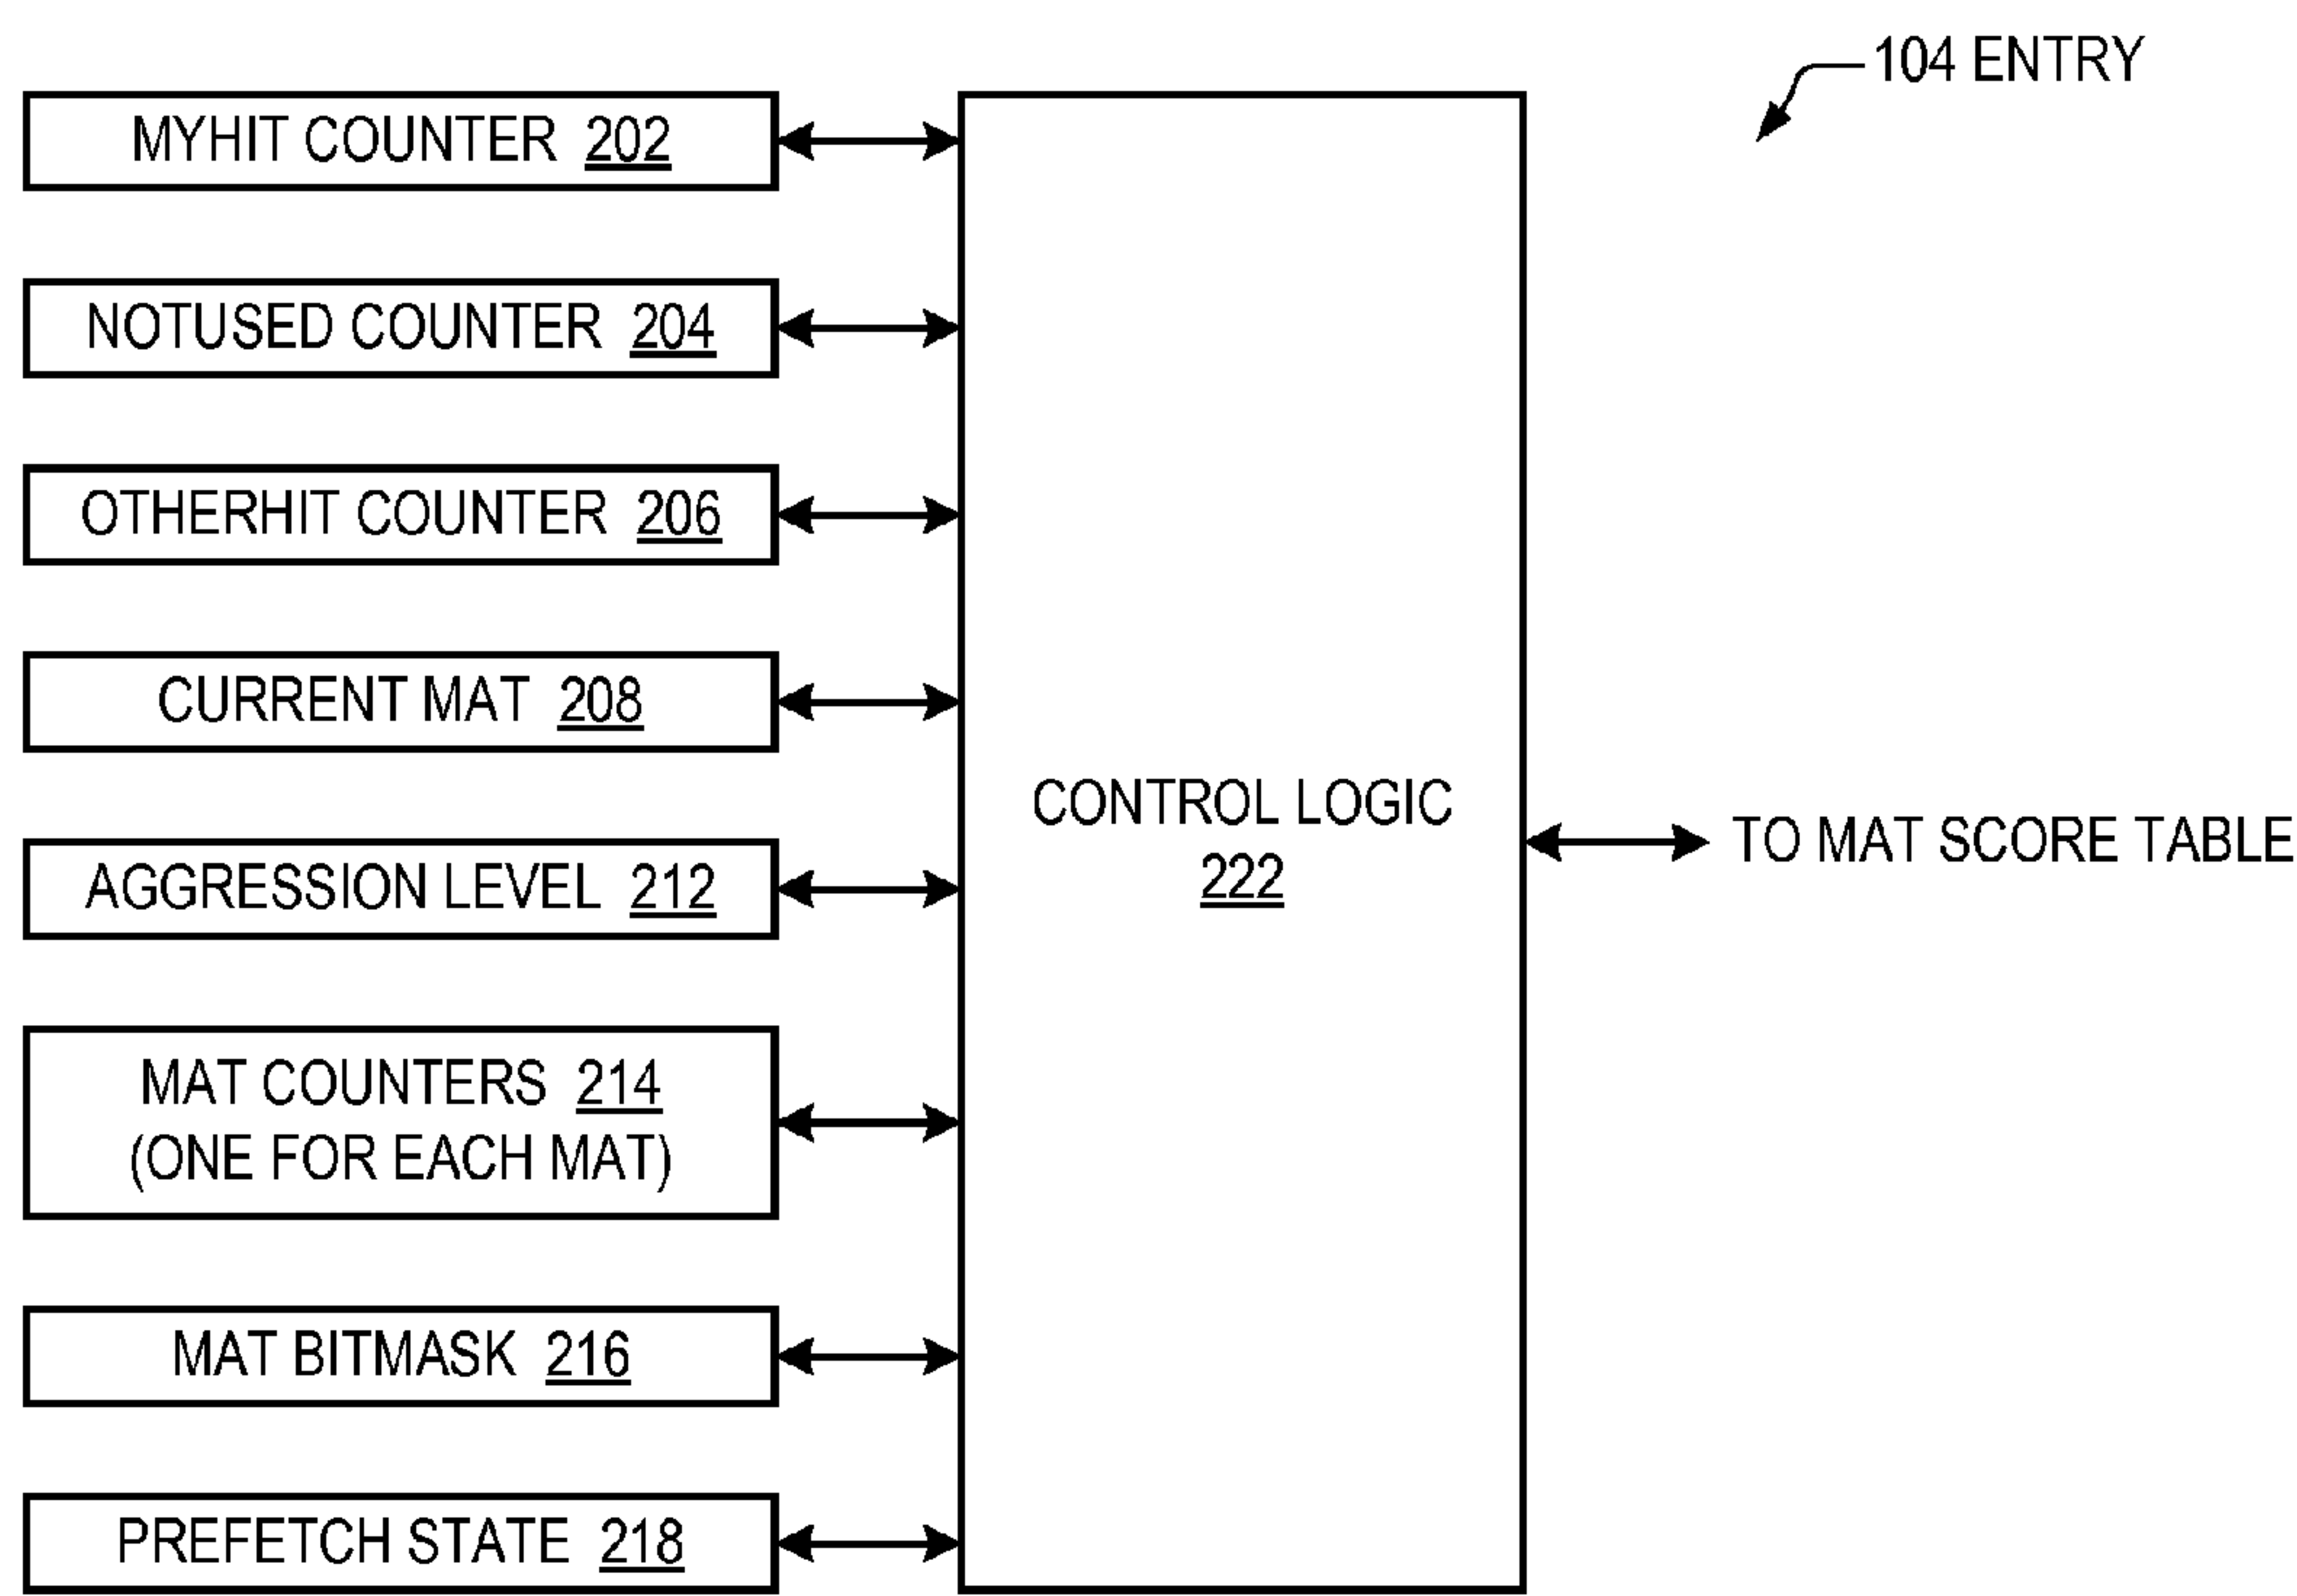 104 ENTRY
MYHIT COUNTER 202
NOTUSED COUNTER 204
OTHERHIT COUNTER 206
CURRENT MAT 208
AGGRESSION LEVEL 212
MAT COUNTERS 214
(ONE FOR EACH MAT)
MAT BITMASK 216
PREFETCH STATE 218
CONTROL LOGIC
222
TO MAT SCORE TABLE